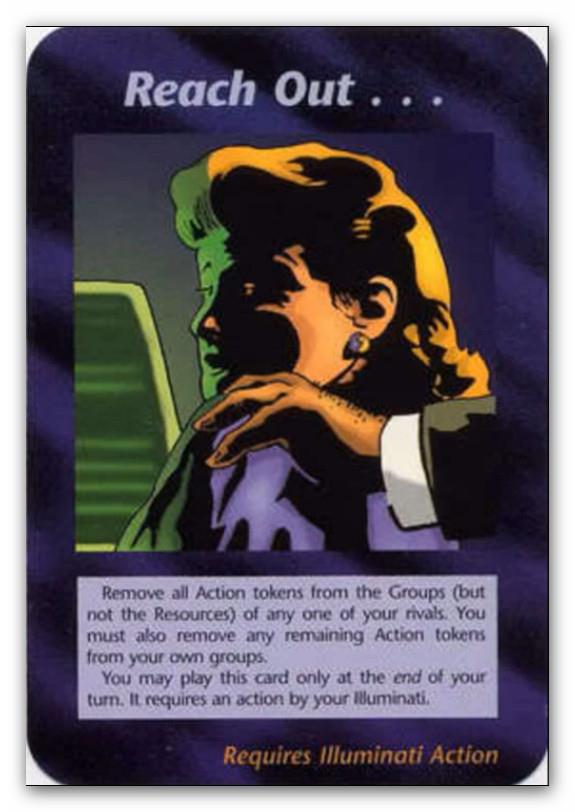 Reach Out . . .
Remove all Action tokens from the Groups (but
not the Resources) of any one of your rivals. You
must also remove any remaining Action tokens
from your own groups.
You may play this card only at the end of your
turn. It requires an action by your Illuminati.
Requires Illuminati Action